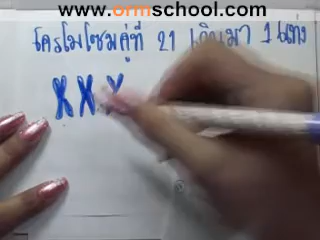 www.ormschool.com
โครโมโซมคู่ที่ 21 เกินมา 1 แท่ง